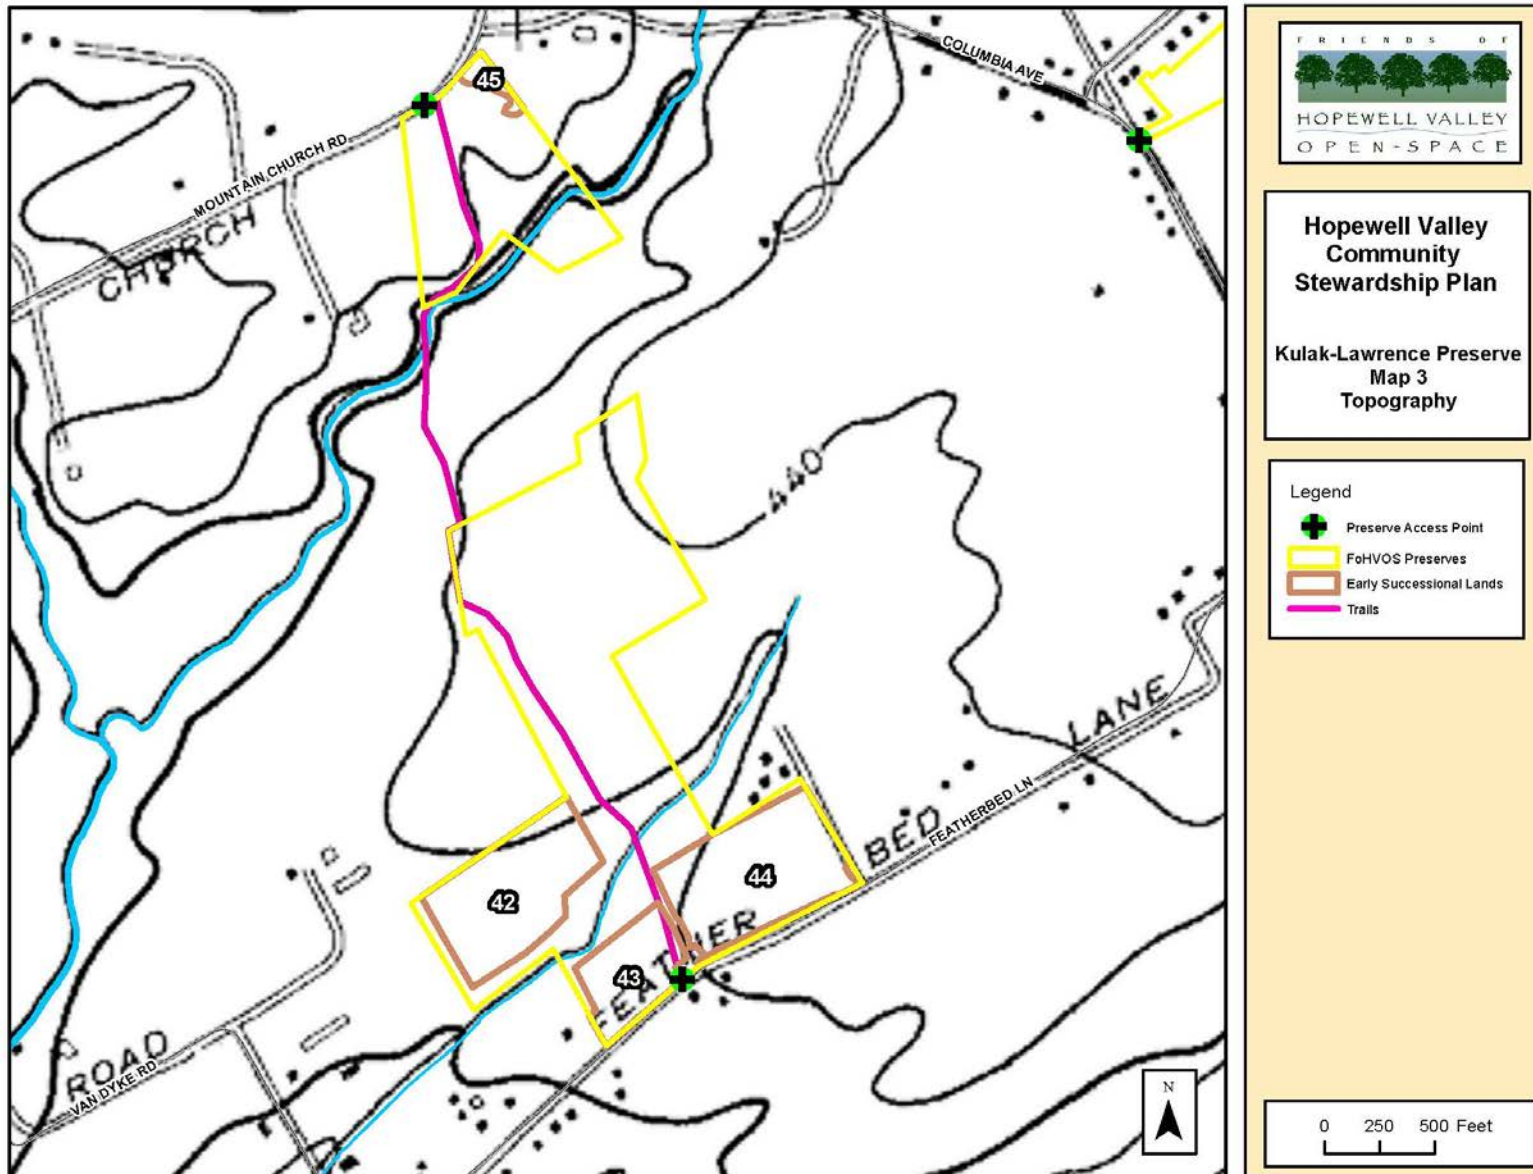 45
COLUMBIA AVE
MOUNTAIN CHURCH RD
CHURCH
440
LANE
FEATHERBED LN
BED
44
42
FEATHER
43
ROAD
VAN DYKE RD
N
FRIENDS OF
HOPEWELL VALLEY
OPEN-SPACE
Hopewell Valley
Community
Stewardship Plan
Kulak-Lawrence Preserve
Map 3
Topography
Legend
Preserve Access Point
FoHVOS Preserves
Early Successional Lands
Trails
0 250 500 Feet